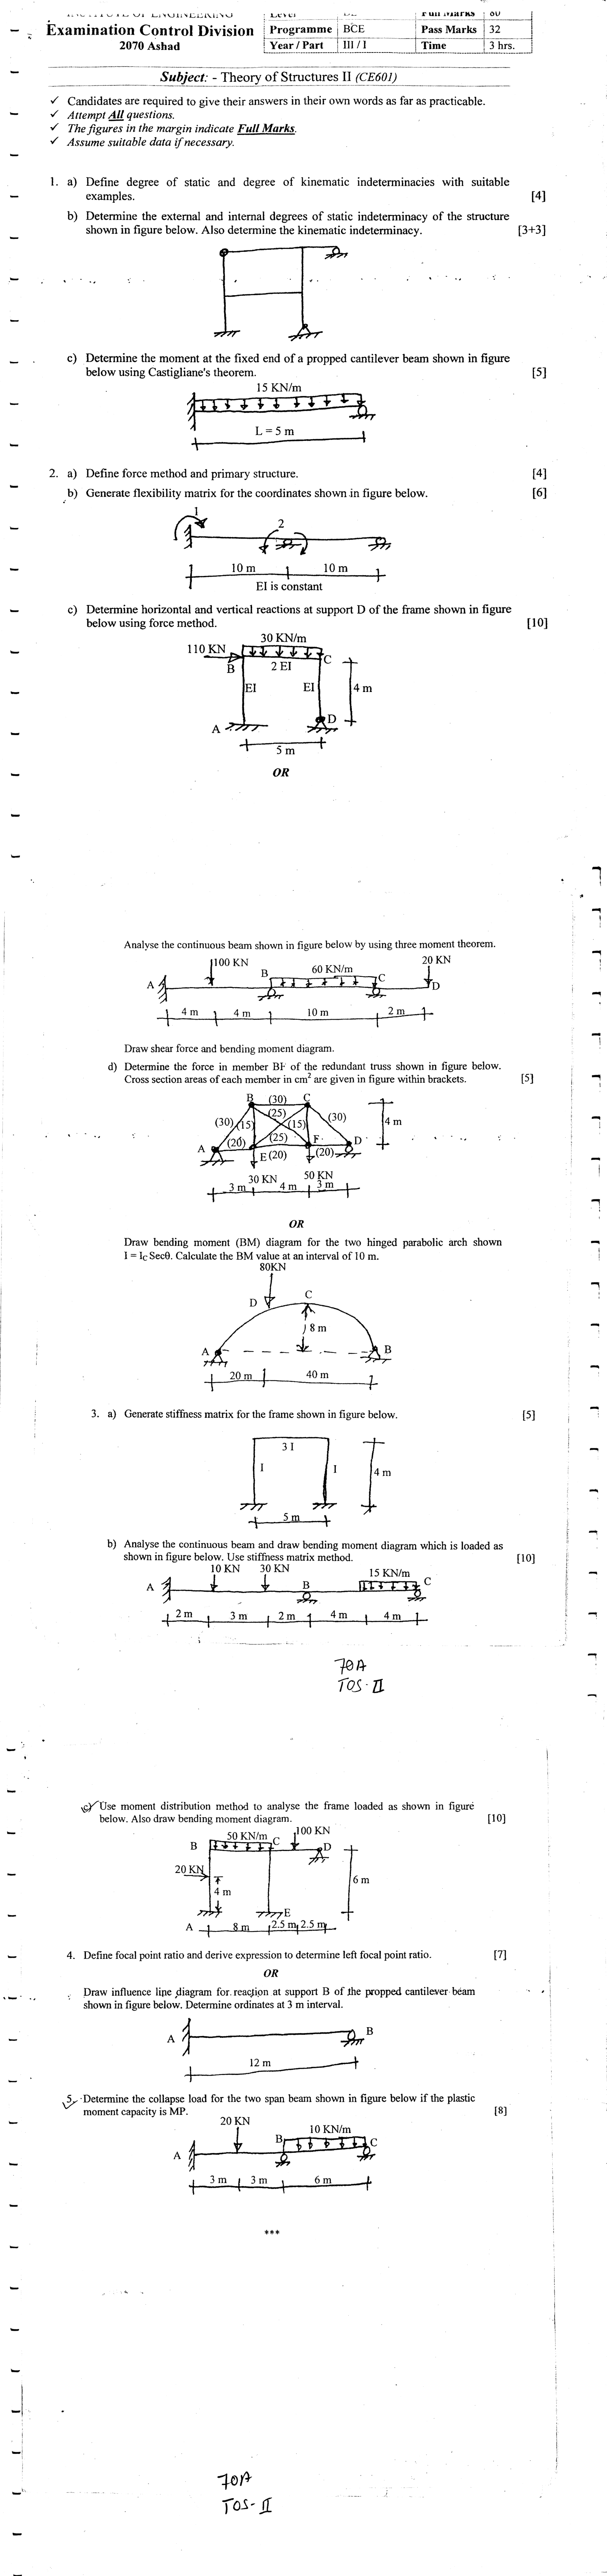 INSTITUTE OF ENGINEERING
Examination Control Division
2070 Ashad
Level BE Full Marks 80
Programme BCE Pass Marks 32
Year / Part III / I Time 3 hrs.
Subject: - Theory of Structures II (CE601)
✓ Candidates are required to give their answers in their own words as far as practicable.
✓ Attempt All questions.
✓ The figures in the margin indicate Full Marks.
✓ Assume suitable data if necessary.
1. a) Define degree of static and degree of kinematic indeterminacies with suitable
examples. [4]
b) Determine the external and internal degrees of static indeterminacy of the structure
shown in figure below. Also determine the kinematic indeterminacy. [3+3]
c) Determine the moment at the fixed end of a propped cantilever beam shown in figure
below using Castigliane's theorem. [5]
15 KN/m
L = 5 m
2. a) Define force method and primary structure. [4]
b) Generate flexibility matrix for the coordinates shown in figure below. [6]
1
2
10 m 10 m
EI is constant
c) Determine horizontal and vertical reactions at support D of the frame shown in figure
below using force method. [10]
30 KN/m
110 KN
B 2 EI C
EI EI 4 m
A D
5 m
OR
Analyse the continuous beam shown in figure below by using three moment theorem.
100 KN 60 KN/m 20 KN
A B C D
4 m 4 m 10 m 2 m
Draw shear force and bending moment diagram.
d) Determine the force in member BF of the redundant truss shown in figure below.
Cross section areas of each member in cm2 are given in figure within brackets. [5]
B (30) C
(25)
(30) (15) (15) (30) 4 m
A (20) (25) F D
E (20) (20)
30 KN 50 KN
3 m 4 m 3 m
OR
Draw bending moment (BM) diagram for the two hinged parabolic arch shown
I = IC Secθ. Calculate the BM value at an interval of 10 m.
80KN
D C
8 m
A B
20 m 40 m
3. a) Generate stiffness matrix for the frame shown in figure below. [5]
3 I
I I 4 m
5 m
b) Analyse the continuous beam and draw bending moment diagram which is loaded as
shown in figure below. Use stiffness matrix method. [10]
10 KN 30 KN 15 KN/m
A B C
2 m 3 m 2 m 4 m 4 m
70A
TOS-II
c) Use moment distribution method to analyse the frame loaded as shown in figure
below. Also draw bending moment diagram. [10]
50 KN/m 100 KN
B C D
20 KN
4 m 6 m
E
A 8 m 2.5 m 2.5 m
4. Define focal point ratio and derive expression to determine left focal point ratio. [7]
OR
Draw influence line diagram for reaction at support B of the propped cantilever beam
shown in figure below. Determine ordinates at 3 m interval.
A B
12 m
5. Determine the collapse load for the two span beam shown in figure below if the plastic
moment capacity is MP. [8]
20 KN 10 KN/m
A B C
3 m 3 m 6 m
***
70A
TOS-II